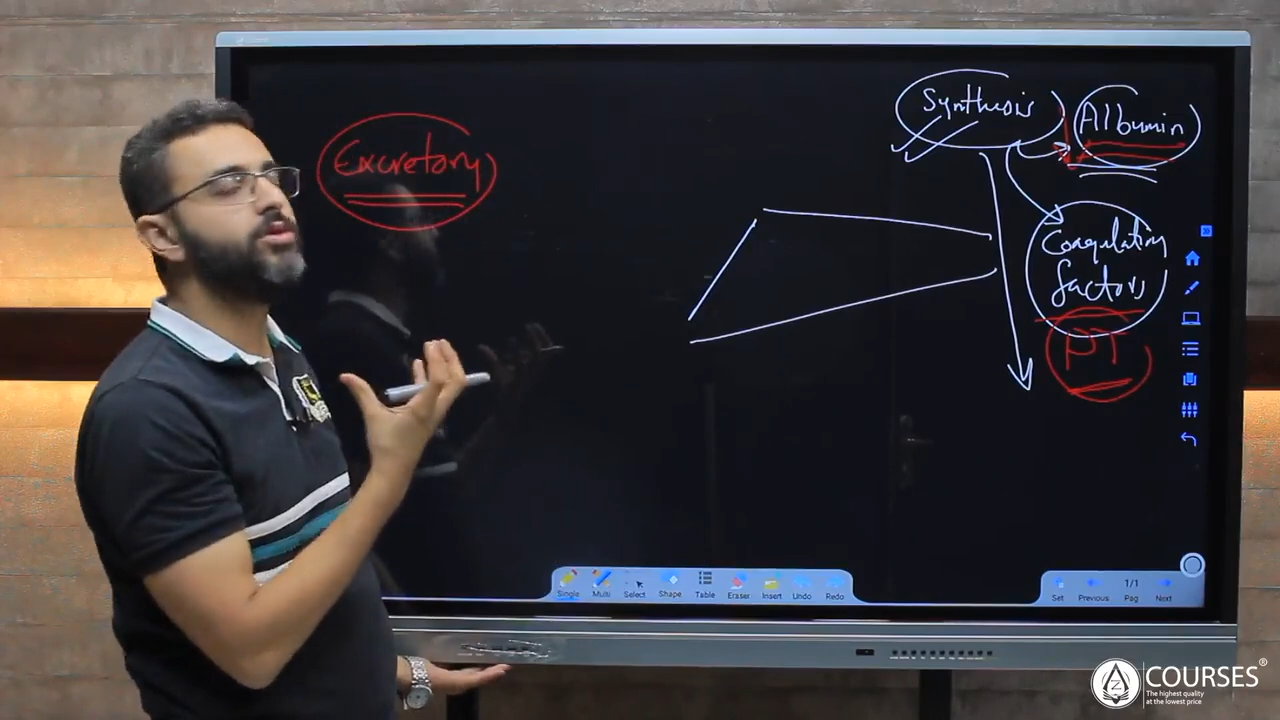 Excretory
Synthesis
Albumin
Coagulation
factors
PT
Single
Multi
Select
Shape
Table
Eraser
Insert
Undo
Redo
Set
Previous
1/1
Pag
Next
COURSES®
The highest quality
at the lowest price